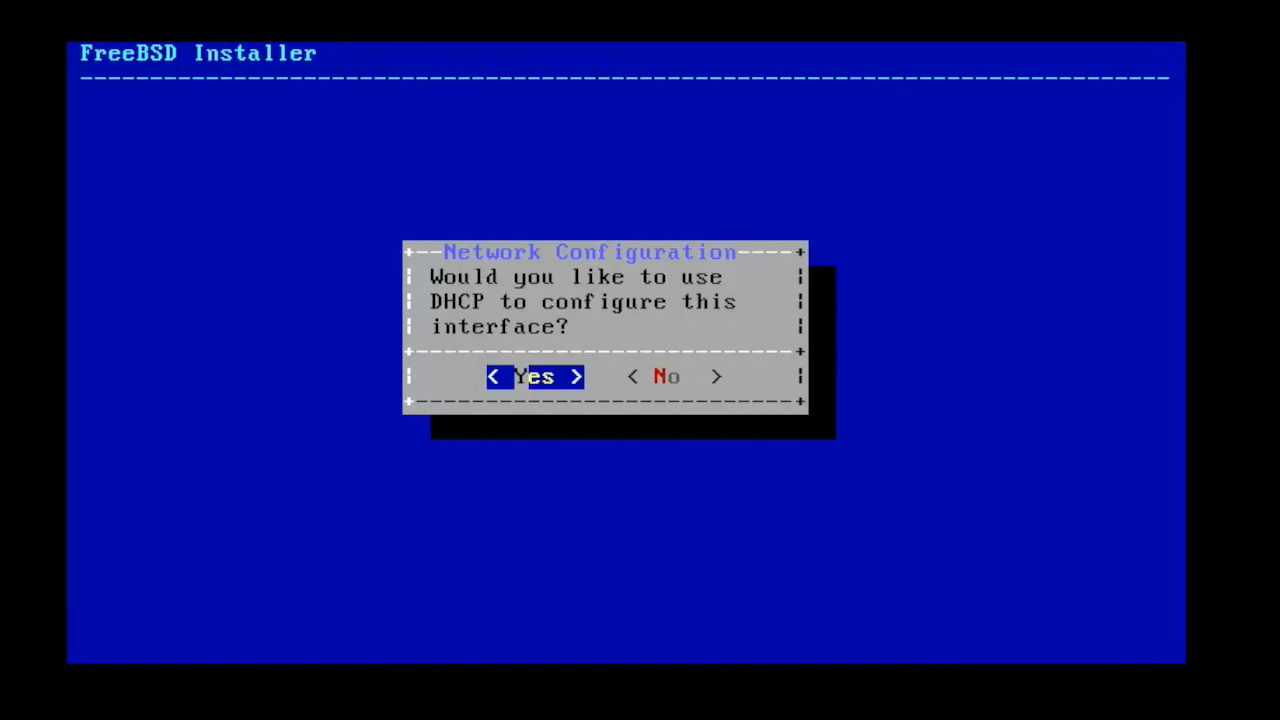 FreeBSD Installer
Network Configuration
Would you like to use
DHCP to configure this
interface?
< Yes > < No >